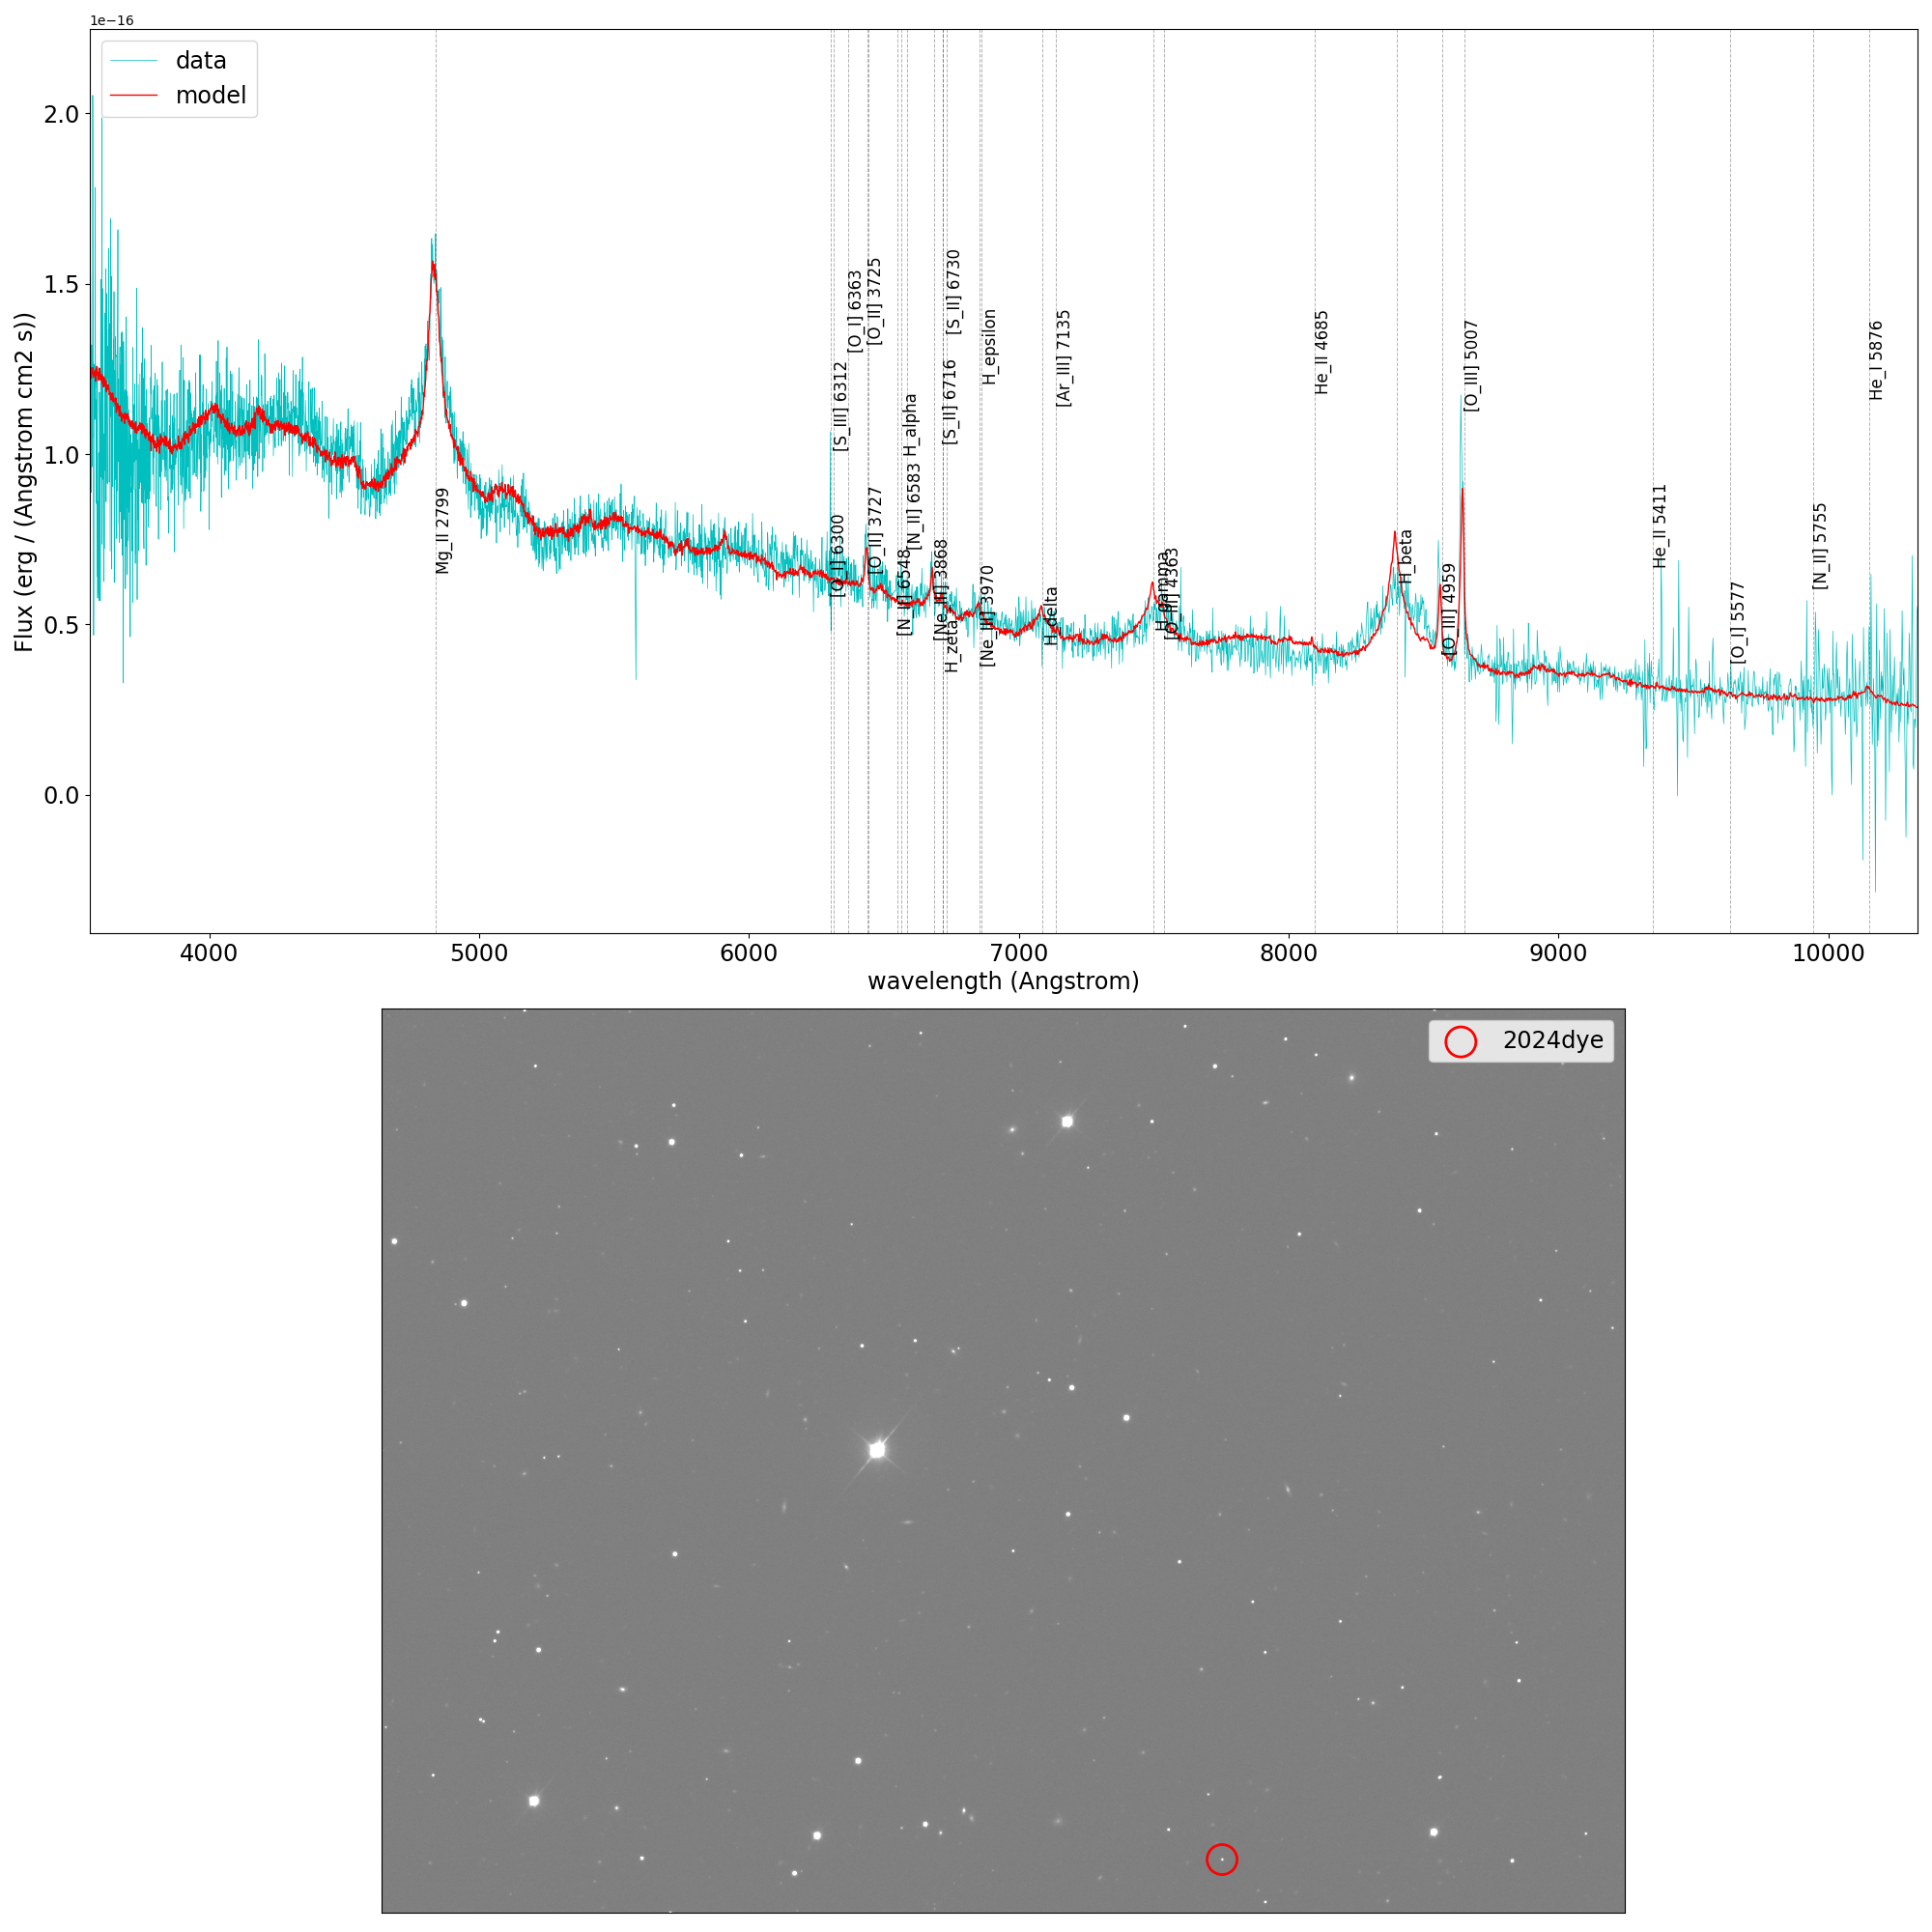 1e−16
data
model
2.0
1.5
1.0
0.5
0.0
Flux (erg / (Angstrom cm2 s))
Mg_II 2799
[O_I] 6300
[S_III] 6312
[O_I] 6363
[O_II] 3725
[O_II] 3727
[N_II] 6548
H_alpha
[N_II] 6583
[Ne_III] 3868
[S_II] 6716
[S_II] 6730
H_zeta
H_epsilon
[Ne_III] 3970
H_delta
[Ar_III] 7135
H_gamma
[O_III] 4363
He_II 4685
H_beta
[O_III] 4959
[O_III] 5007
He_II 5411
[O_I] 5577
[N_II] 5755
He_I 5876
4000
5000
6000
7000
8000
9000
10000
wavelength (Angstrom)
2024dye